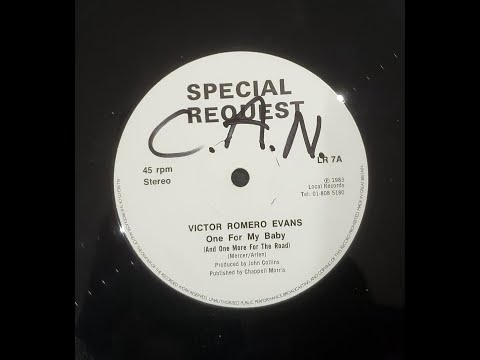 SPECIAL
REQUEST
C.A.N.
LR 7A
45 rpm
Stereo
℗ 1983
Local Records
Tel: 01-808 5180
VICTOR ROMERO EVANS
One For My Baby
(And One More For The Road)
(Mercer/Arlen)
Produced by John Collins
Published by Chappell Morris